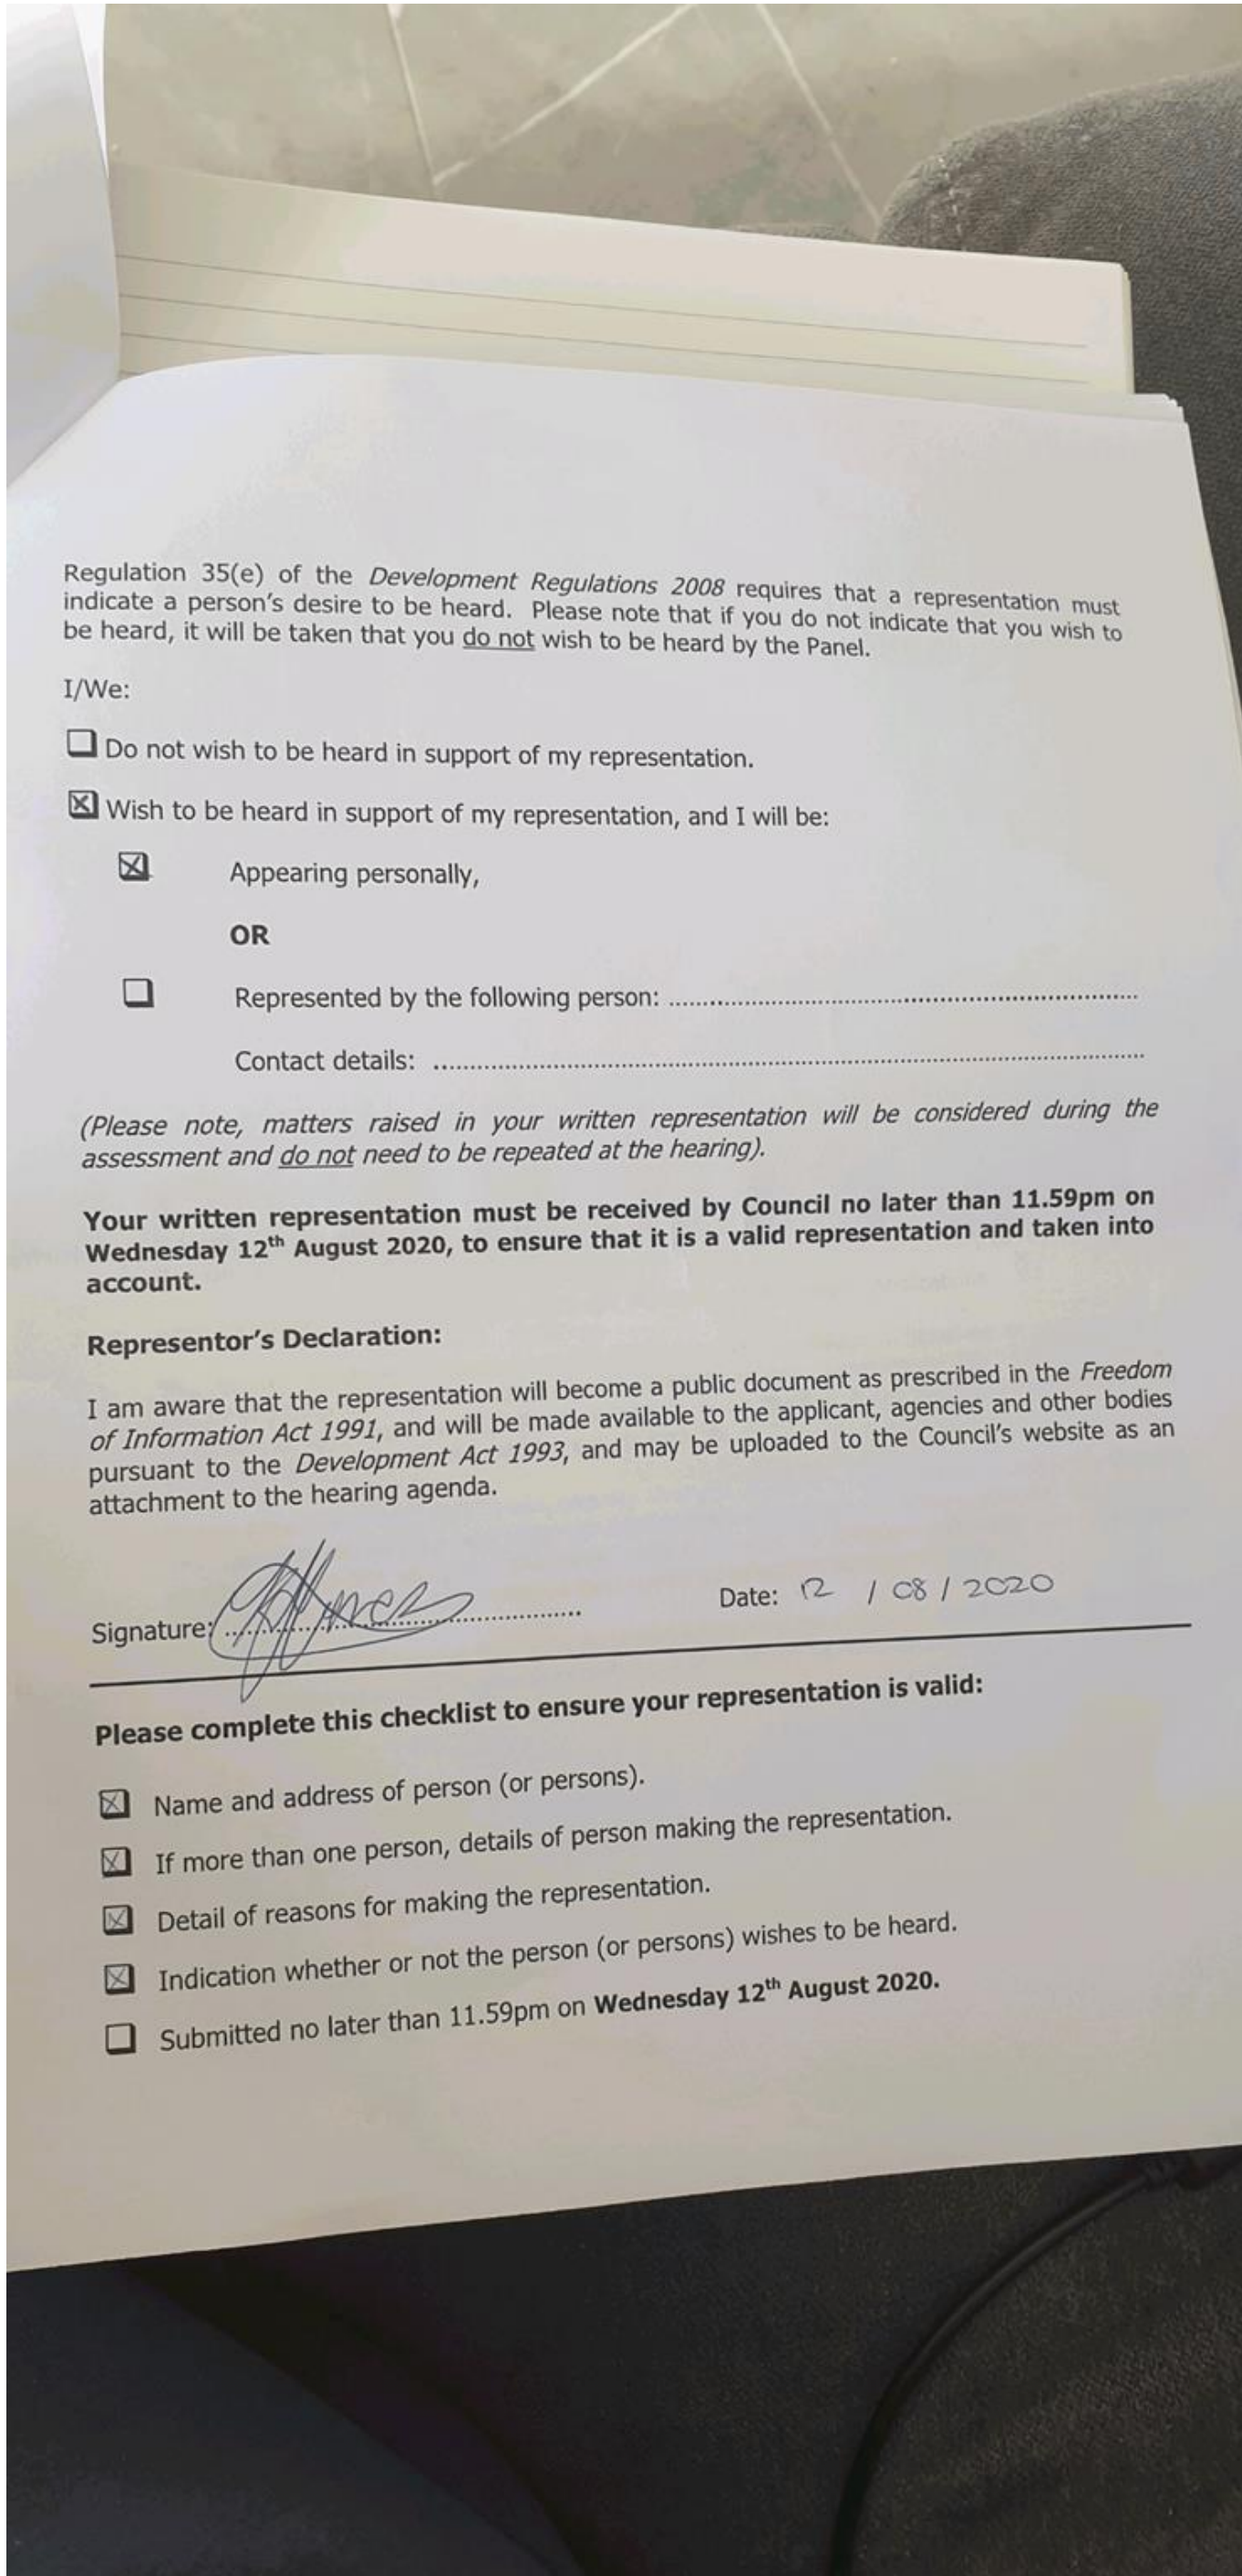 Regulation 35(e) of the Development Regulations 2008 requires that a representation must
indicate a person's desire to be heard. Please note that if you do not indicate that you wish to
be heard, it will be taken that you do not wish to be heard by the Panel.
I/We:
Do not wish to be heard in support of my representation.
Wish to be heard in support of my representation, and I will be:
Appearing personally,
OR
Represented by the following person:
Contact details:
(Please note, matters raised in your written representation will be considered during the
assessment and do not need to be repeated at the hearing).
Your written representation must be received by Council no later than 11.59pm on
Wednesday 12th August 2020, to ensure that it is a valid representation and taken into
account.
Representor's Declaration:
I am aware that the representation will become a public document as prescribed in the Freedom
of Information Act 1991, and will be made available to the applicant, agencies and other bodies
pursuant to the Development Act 1993, and may be uploaded to the Council's website as an
attachment to the hearing agenda.
Signature: Date: 12 / 08 / 2020
Please complete this checklist to ensure your representation is valid:
Name and address of person (or persons).
If more than one person, details of person making the representation.
Detail of reasons for making the representation.
Indication whether or not the person (or persons) wishes to be heard.
Submitted no later than 11.59pm on Wednesday 12th August 2020.